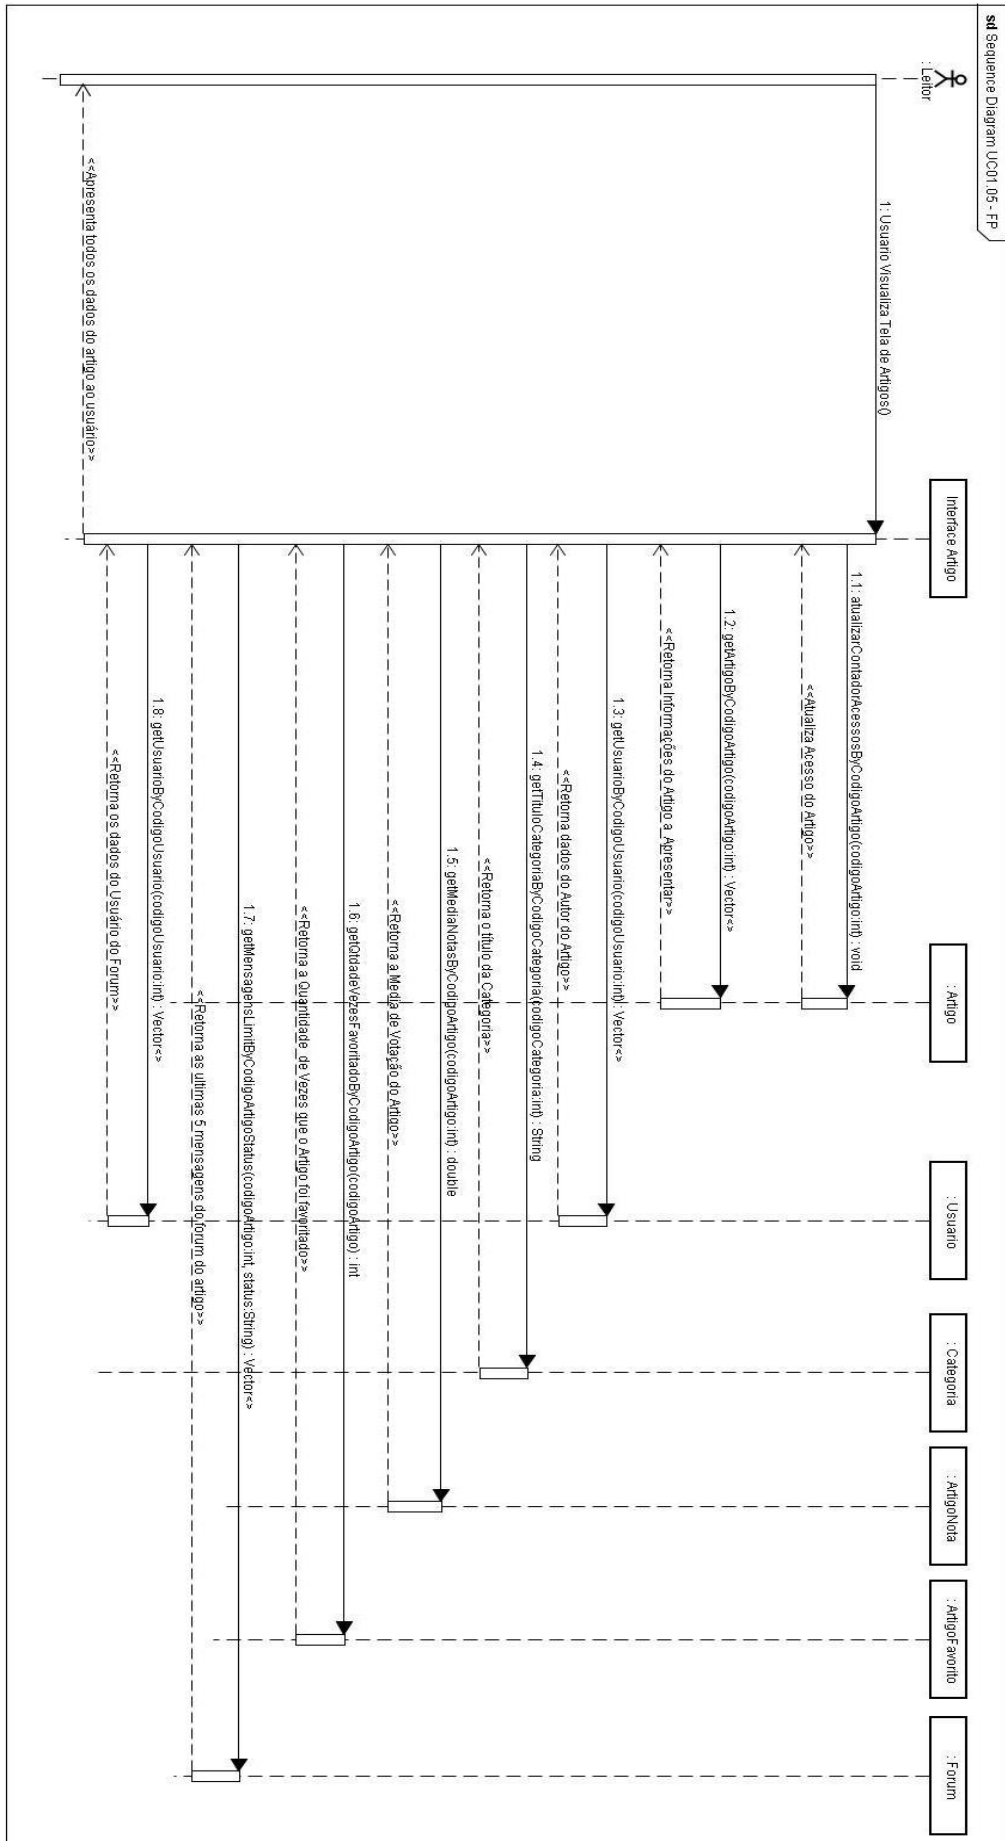 sd Sequence Diagram UC01.05 - FP
: Leitor
Interface Artigo
: Artigo
: Usuario
: Categoria
: ArtigoNota
: ArtigoFavorito
: Forum
1: Usuario Visualiza Tela de Artigos()
1.1: atualizarContadorAcessosByCodigoArtigo(codigoArtigo:int) : void
<<Atualiza Acesso do Artigo>>
1.2: getArtigoByCodigoArtigo(codigoArtigo:int) : Vector<>
<<Retorna Informações do Artigo a Apresentar>>
1.3: getUsuarioByCodigoUsuario(codigoUsuario:int): Vector<>
<<Retorna dados do Autor do Artigo>>
1.4: getTituloCategoriaByCodigoCategoria(codigoCategoria:int) : String
<<Retorna o título da Categoria>>
1.5: getMediaNotasByCodigoArtigo(codigoArtigo:int) : double
<<Retorna a Media de Votação do Artigo>>
1.6: getQtdadeVezesFavoritadoByCodigoArtigo(codigoArtigo) : int
<<Retorna a Quantidade de Vezes que o Artigo foi favoritado>>
1.7: getMensagensLimitByCodigoArtigoStatus(codigoArtigo:int, status:String) : Vector<>
<<Retorna as ultimas 5 mensagens do forum do artigo>>
1.8: getUsuarioByCodigoUsuario(codigoUsuario:int) : Vector<>
<<Retorna os dados do Usuário do Forum>>
<<Apresenta todos os dados do artigo ao usuário>>